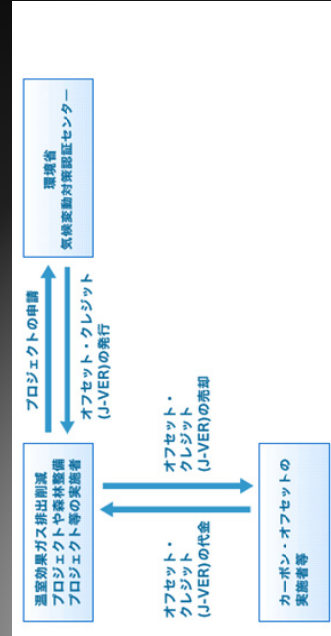 温室効果ガス排出削減
プロジェクトや森林整備
プロジェクト等の実施者
プロジェクトの申請
オフセット・クレジット
(J-VER)の発行
環境省
気候変動対策認証センター
オフセット・
クレジット
(J-VER)の代金
オフセット・
クレジット
(J-VER)の売却
カーボン・オフセットの
実施者等